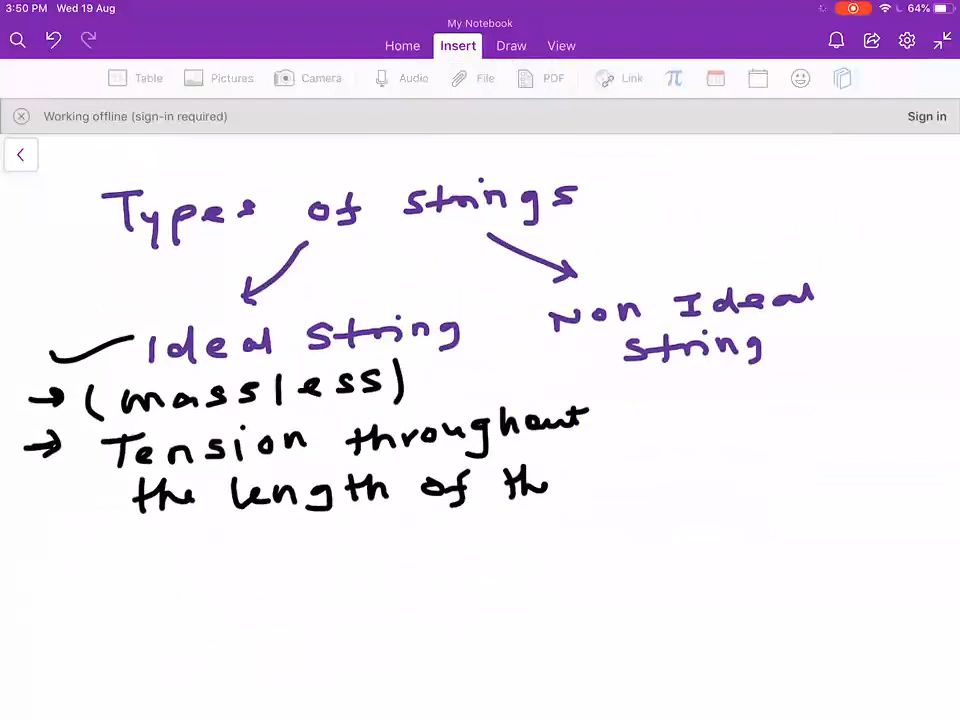 3:50 PM Wed 19 Aug
64%
My Notebook
Home Insert Draw View
Table Pictures Camera Audio File PDF Link
Working offline (sign-in required)
Sign in
Types of strings
Ideal string
Non Ideal
string
(massless)
Tension throughout
the length of th